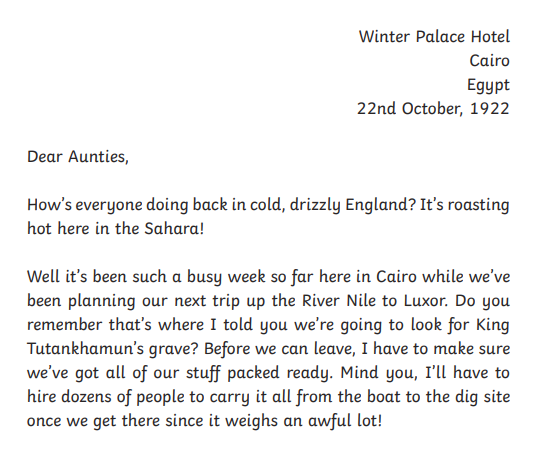 Winter Palace Hotel
Cairo
Egypt
22nd October, 1922
Dear Aunties,
How's everyone doing back in cold, drizzly England? It's roasting
hot here in the Sahara!
Well it's been such a busy week so far here in Cairo while we've
been planning our next trip up the River Nile to Luxor. Do you
remember that's where I told you we're going to look for King
Tutankhamun's grave? Before we can leave, I have to make sure
we've got all of our stuff packed ready. Mind you, I'll have to
hire dozens of people to carry it all from the boat to the dig site
once we get there since it weighs an awful lot!